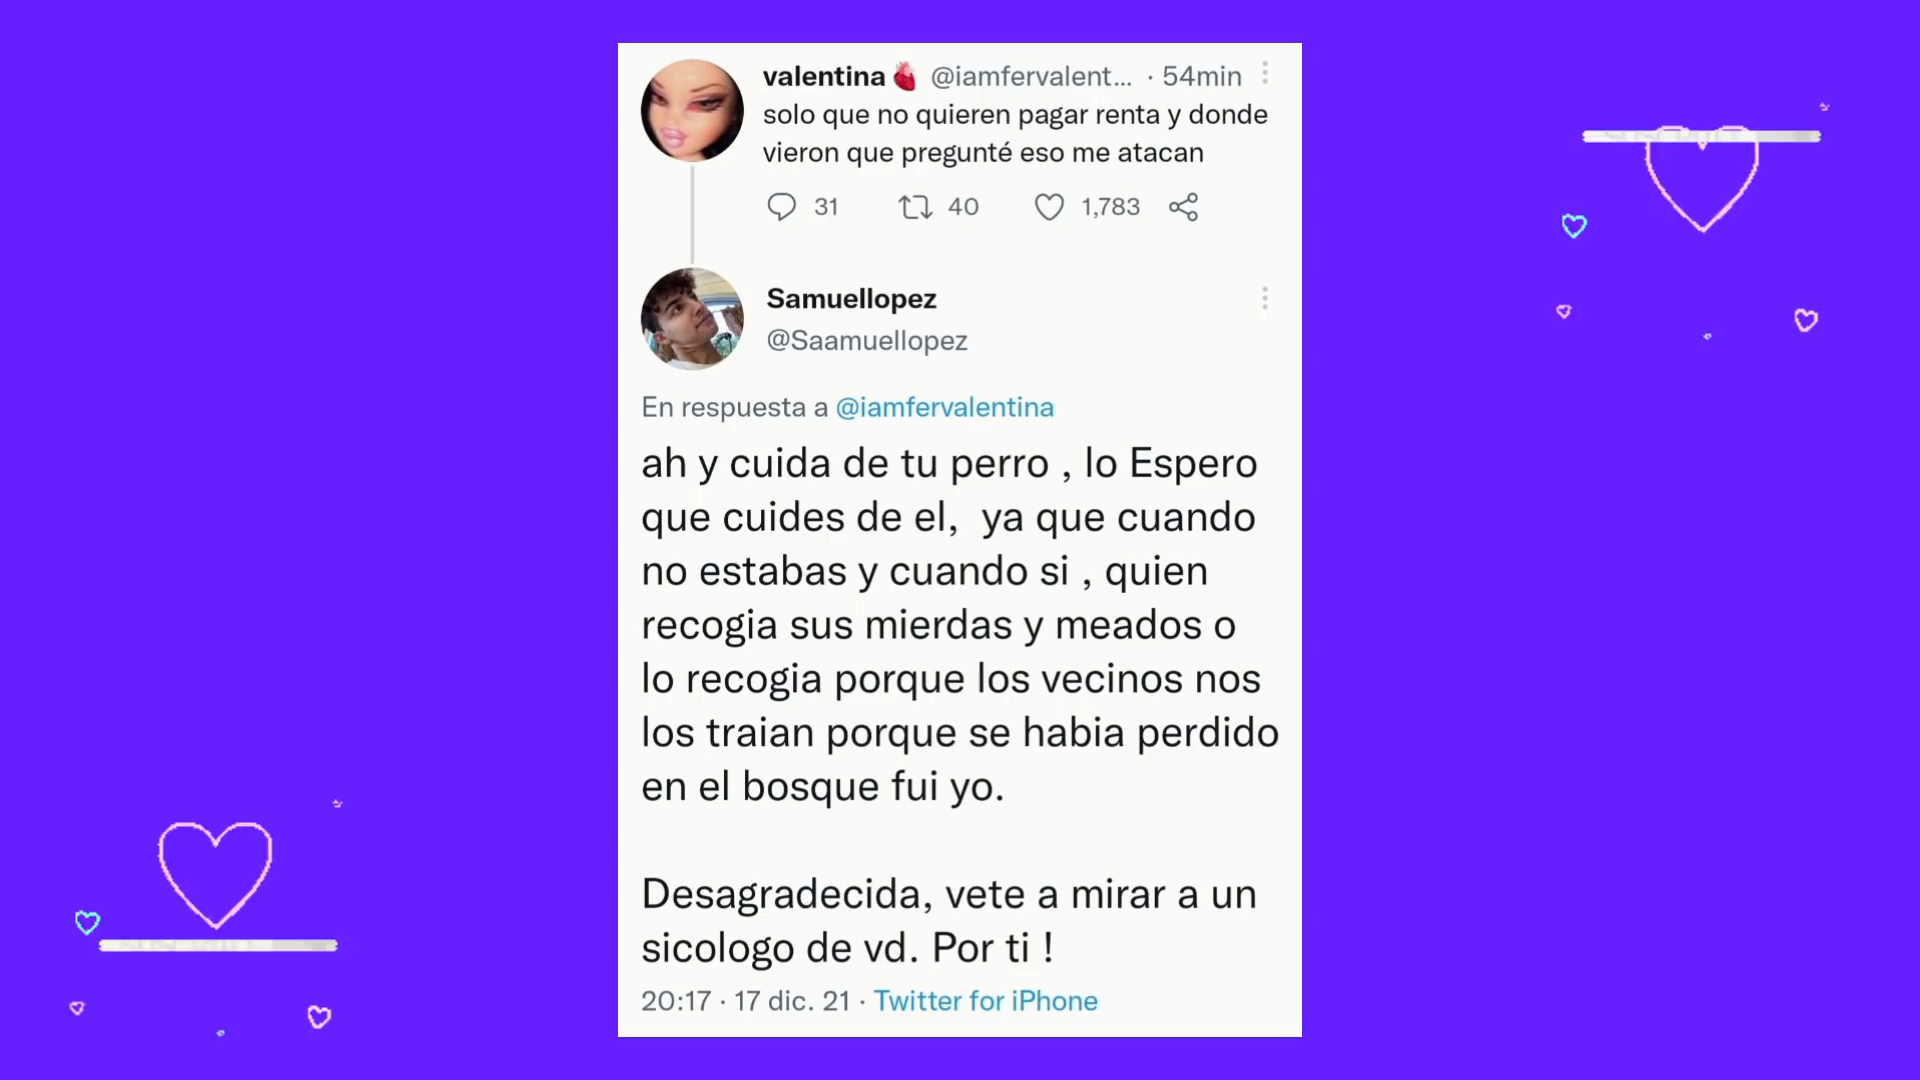 valentina🫀 @iamfervalent... · 54min
solo que no quieren pagar renta y donde
vieron que pregunté eso me atacan
31 40 1,783
Samuellopez
@Saamuellopez
En respuesta a @iamfervalentina
ah y cuida de tu perro , lo Espero
que cuides de el,  ya que cuando
no estabas y cuando si , quien
recogia sus mierdas y meados o
lo recogia porque los vecinos nos
los traian porque se habia perdido
en el bosque fui yo.
Desagradecida, vete a mirar a un
sicologo de vd. Por ti !
20:17 · 17 dic. 21 · Twitter for iPhone